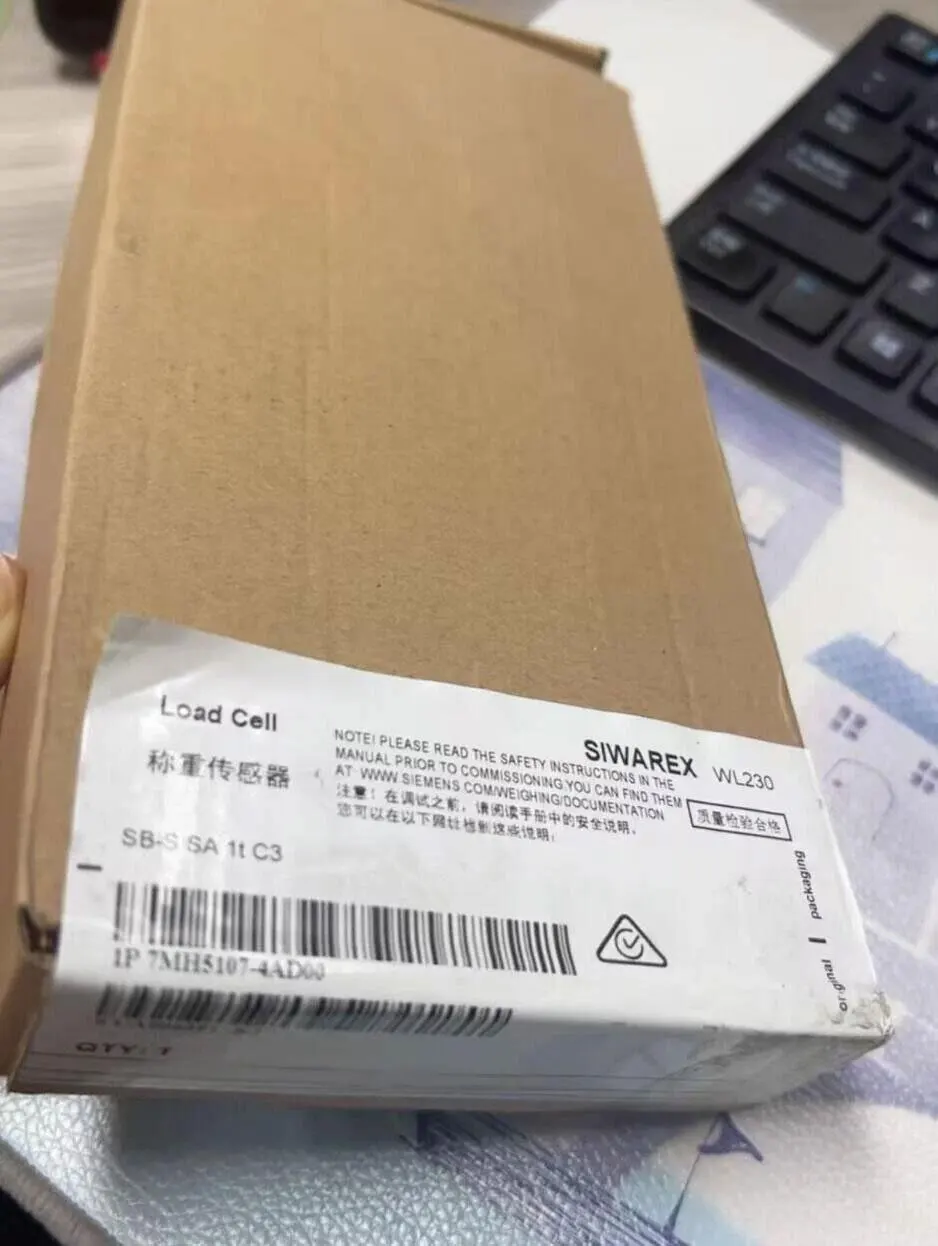 Load Cell
称重传感器
SB-S SA 1t C3
NOTE! PLEASE READ THE SAFETY INSTRUCTIONS IN THE
MANUAL PRIOR TO COMMISSIONING YOU CAN FIND THEM
AT WWW.SIEMENS.COM/WEIGHING/DOCUMENTATION
注意！在调试之前，请阅读手册中的安全说明，
您可以在以下网址找到这些说明：
SIWAREX WL230
质量检验合格
1P 7MH5107-4AD00
QTY: 1
original packaging